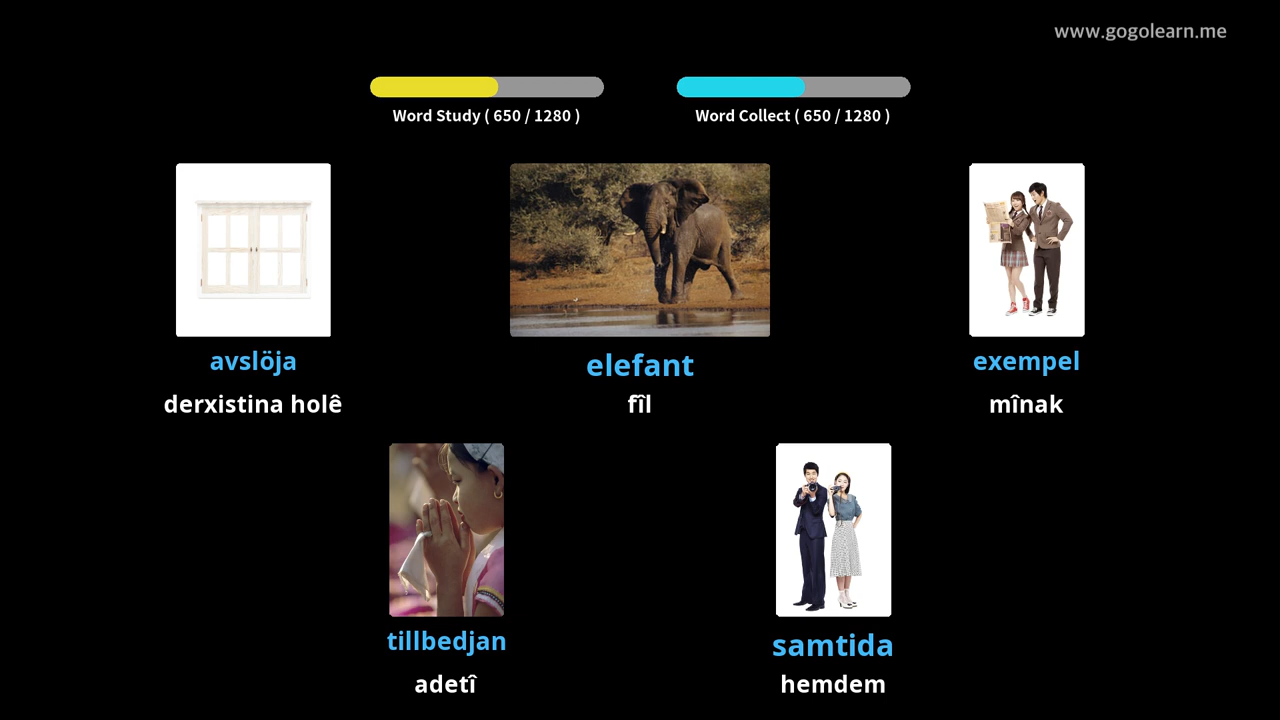 www.gogolearn.me
Word Study ( 650 / 1280 )
Word Collect ( 650 / 1280 )
avslöja
derxistina holê
elefant
fîl
exempel
mînak
tillbedjan
adetî
samtida
hemdem